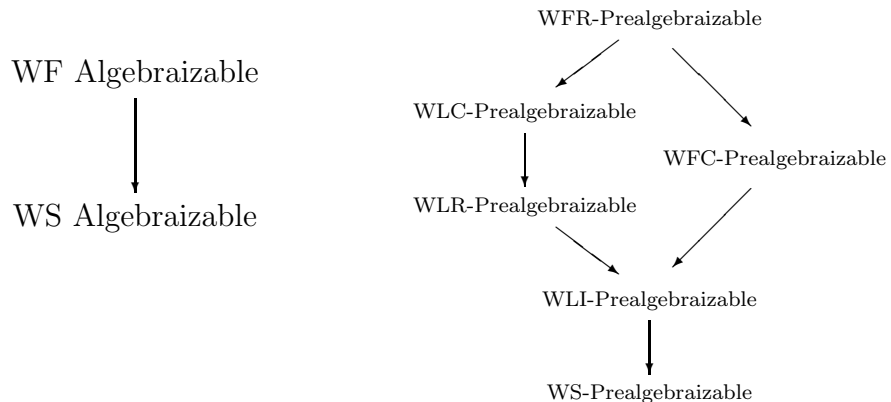 WFR-Prealgebraizable
WF Algebraizable
WLC-Prealgebraizable
WFC-Prealgebraizable
WLR-Prealgebraizable
WS Algebraizable
WLI-Prealgebraizable
WS-Prealgebraizable